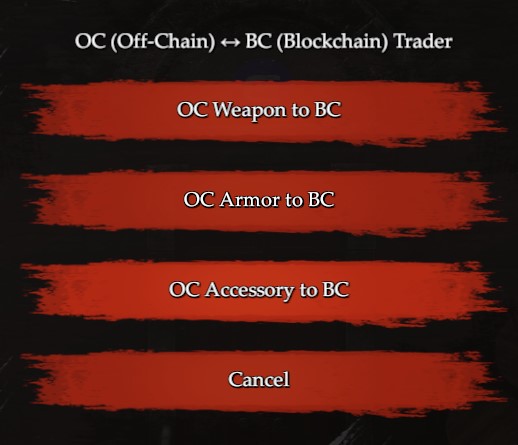 OC (Off-Chain) ↔ BC (Blockchain) Trader
OC Weapon to BC
OC Armor to BC
OC Accessory to BC
Cancel